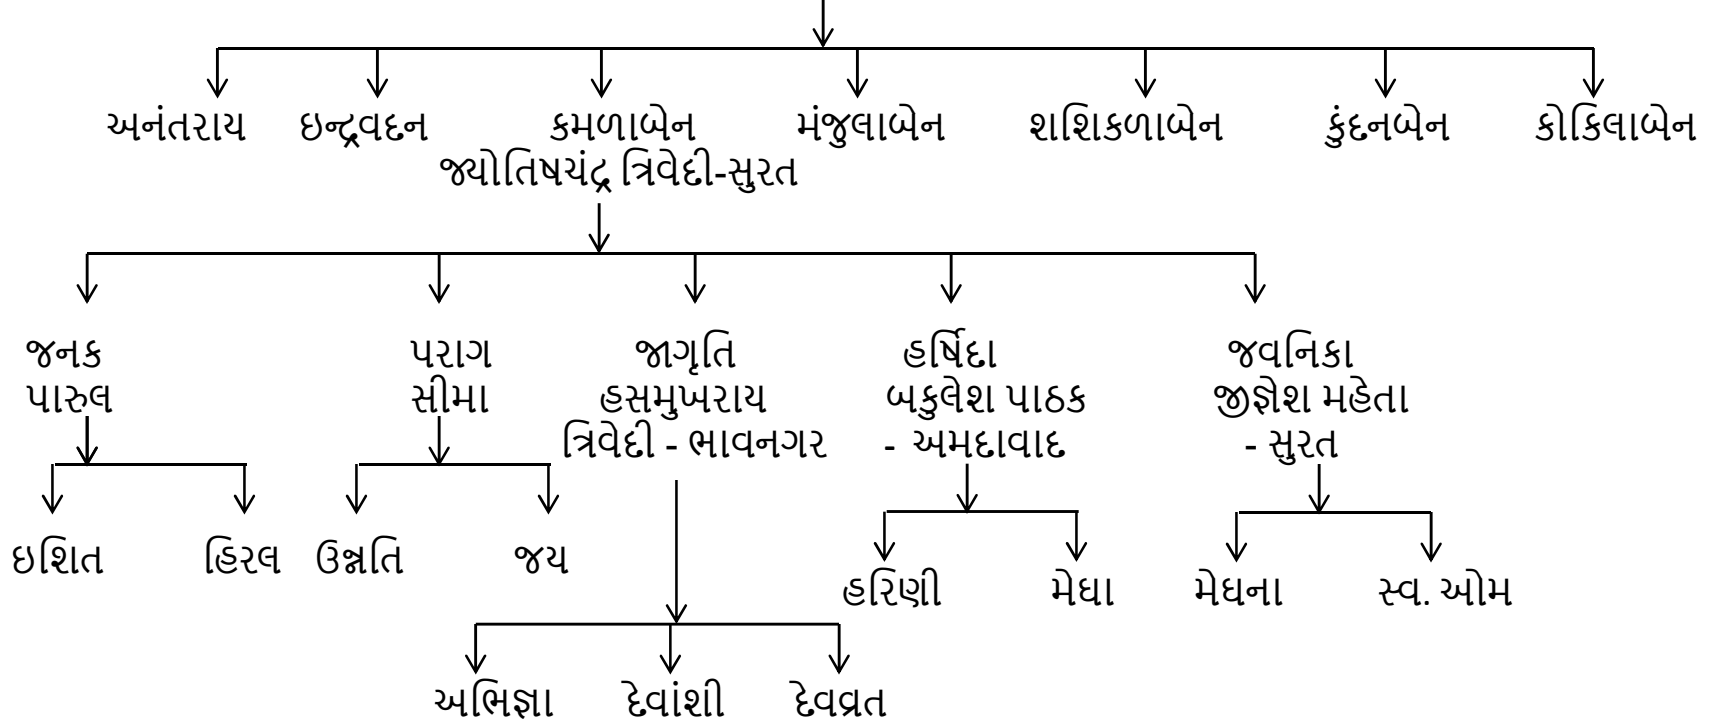 અનંતરાય ઇન્દ્રવદન કમળાબેન મંજુલાબેન શશિકળાબેન કુંદનબેન કોકિલાબેન
જ્યોતિષચંદ્ર ત્રિવેદી-સુરત
જનક પરાગ જાગૃતિ હર્ષિદા જવનિકા
પારુલ સીમા હસમુખરાય બકુલેશ પાઠક જીજ્ઞેશ મહેતા
ત્રિવેદી - ભાવનગર - અમદાવાદ - સુરત
ઇશિત હિરલ ઉન્નતિ જય
હરિણી મેઘા મેઘના સ્વ. ઓમ
અભિજ્ઞા દેવાંશી દેવવ્રત